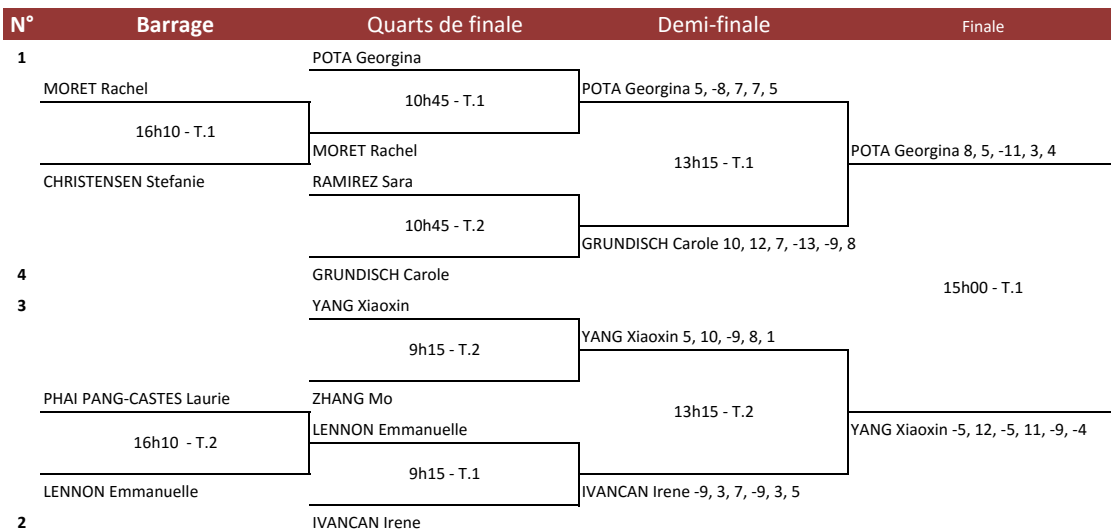 N° Barrage Quarts de finale Demi-finale Finale
1 POTA Georgina
MORET Rachel POTA Georgina 5, -8, 7, 7, 5
10h45 - T.1
16h10 - T.1
MORET Rachel POTA Georgina 8, 5, -11, 3, 4
13h15 - T.1
CHRISTENSEN Stefanie RAMIREZ Sara
10h45 - T.2
GRUNDISCH Carole 10, 12, 7, -13, -9, 8
4 GRUNDISCH Carole
15h00 - T.1
3 YANG Xiaoxin
YANG Xiaoxin 5, 10, -9, 8, 1
9h15 - T.2
PHAI PANG-CASTES Laurie ZHANG Mo
13h15 - T.2
LENNON Emmanuelle YANG Xiaoxin -5, 12, -5, 11, -9, -4
16h10 - T.2
9h15 - T.1
LENNON Emmanuelle IVANCAN Irene -9, 3, 7, -9, 3, 5
2 IVANCAN Irene